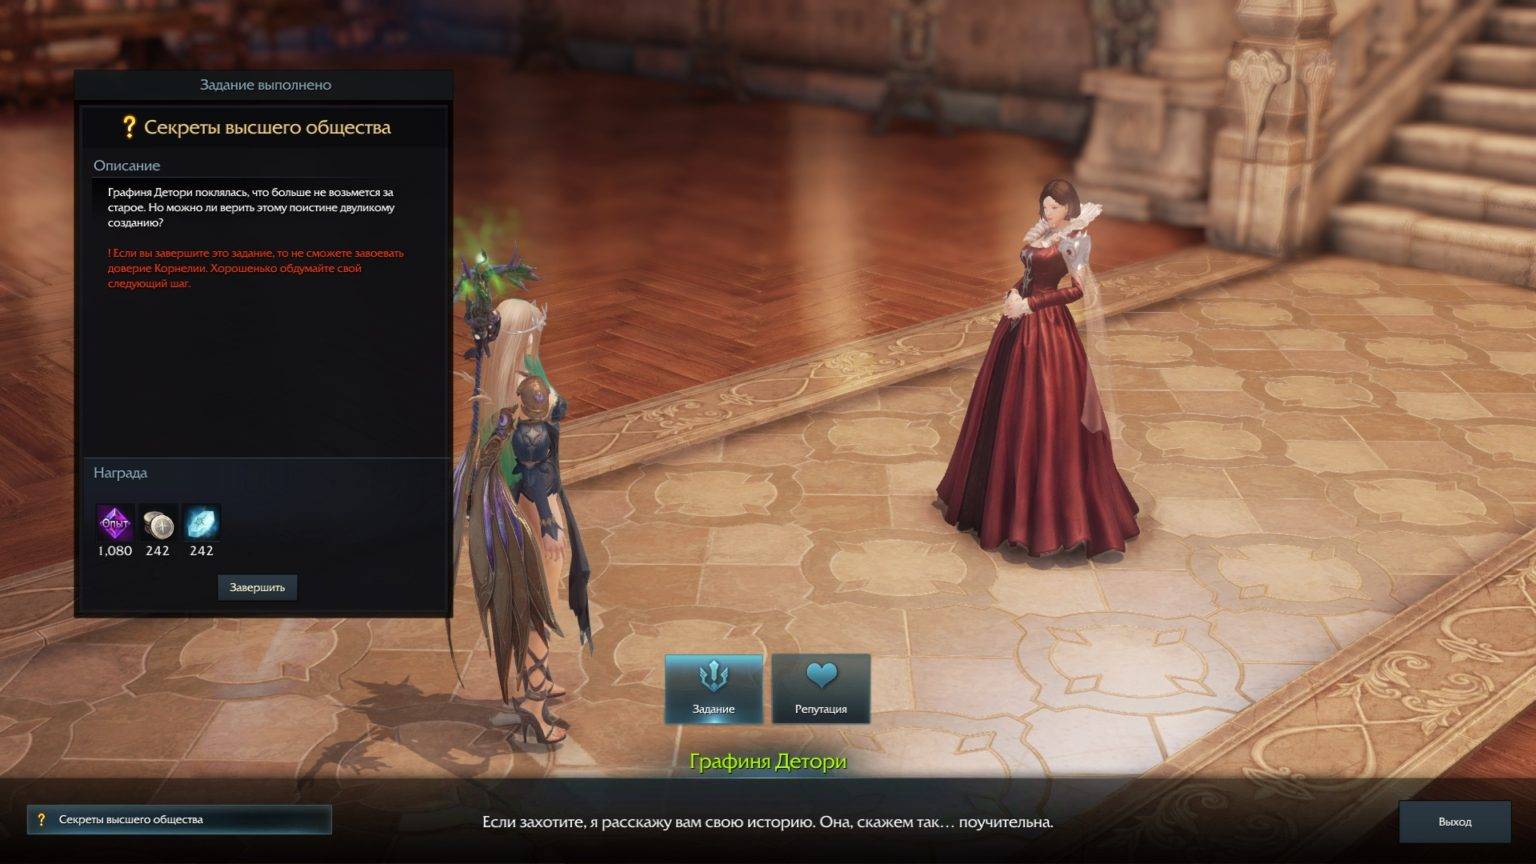 Задание выполнено
? Секреты высшего общества
Описание
Графиня Детори поклялась, что больше не возьмется за
старое. Но можно ли верить этому поистине двуликому
созданию?
! Если вы завершите это задание, то не сможете завоевать
доверие Корнелии. Хорошенько обдумайте свой
следующий шаг.
Награда
Опыт
1,080 242 242
Завершить
Задание
Репутация
Графиня Детори
? Секреты высшего общества
Если захотите, я расскажу вам свою историю. Она, скажем так... поучительна.
Выход